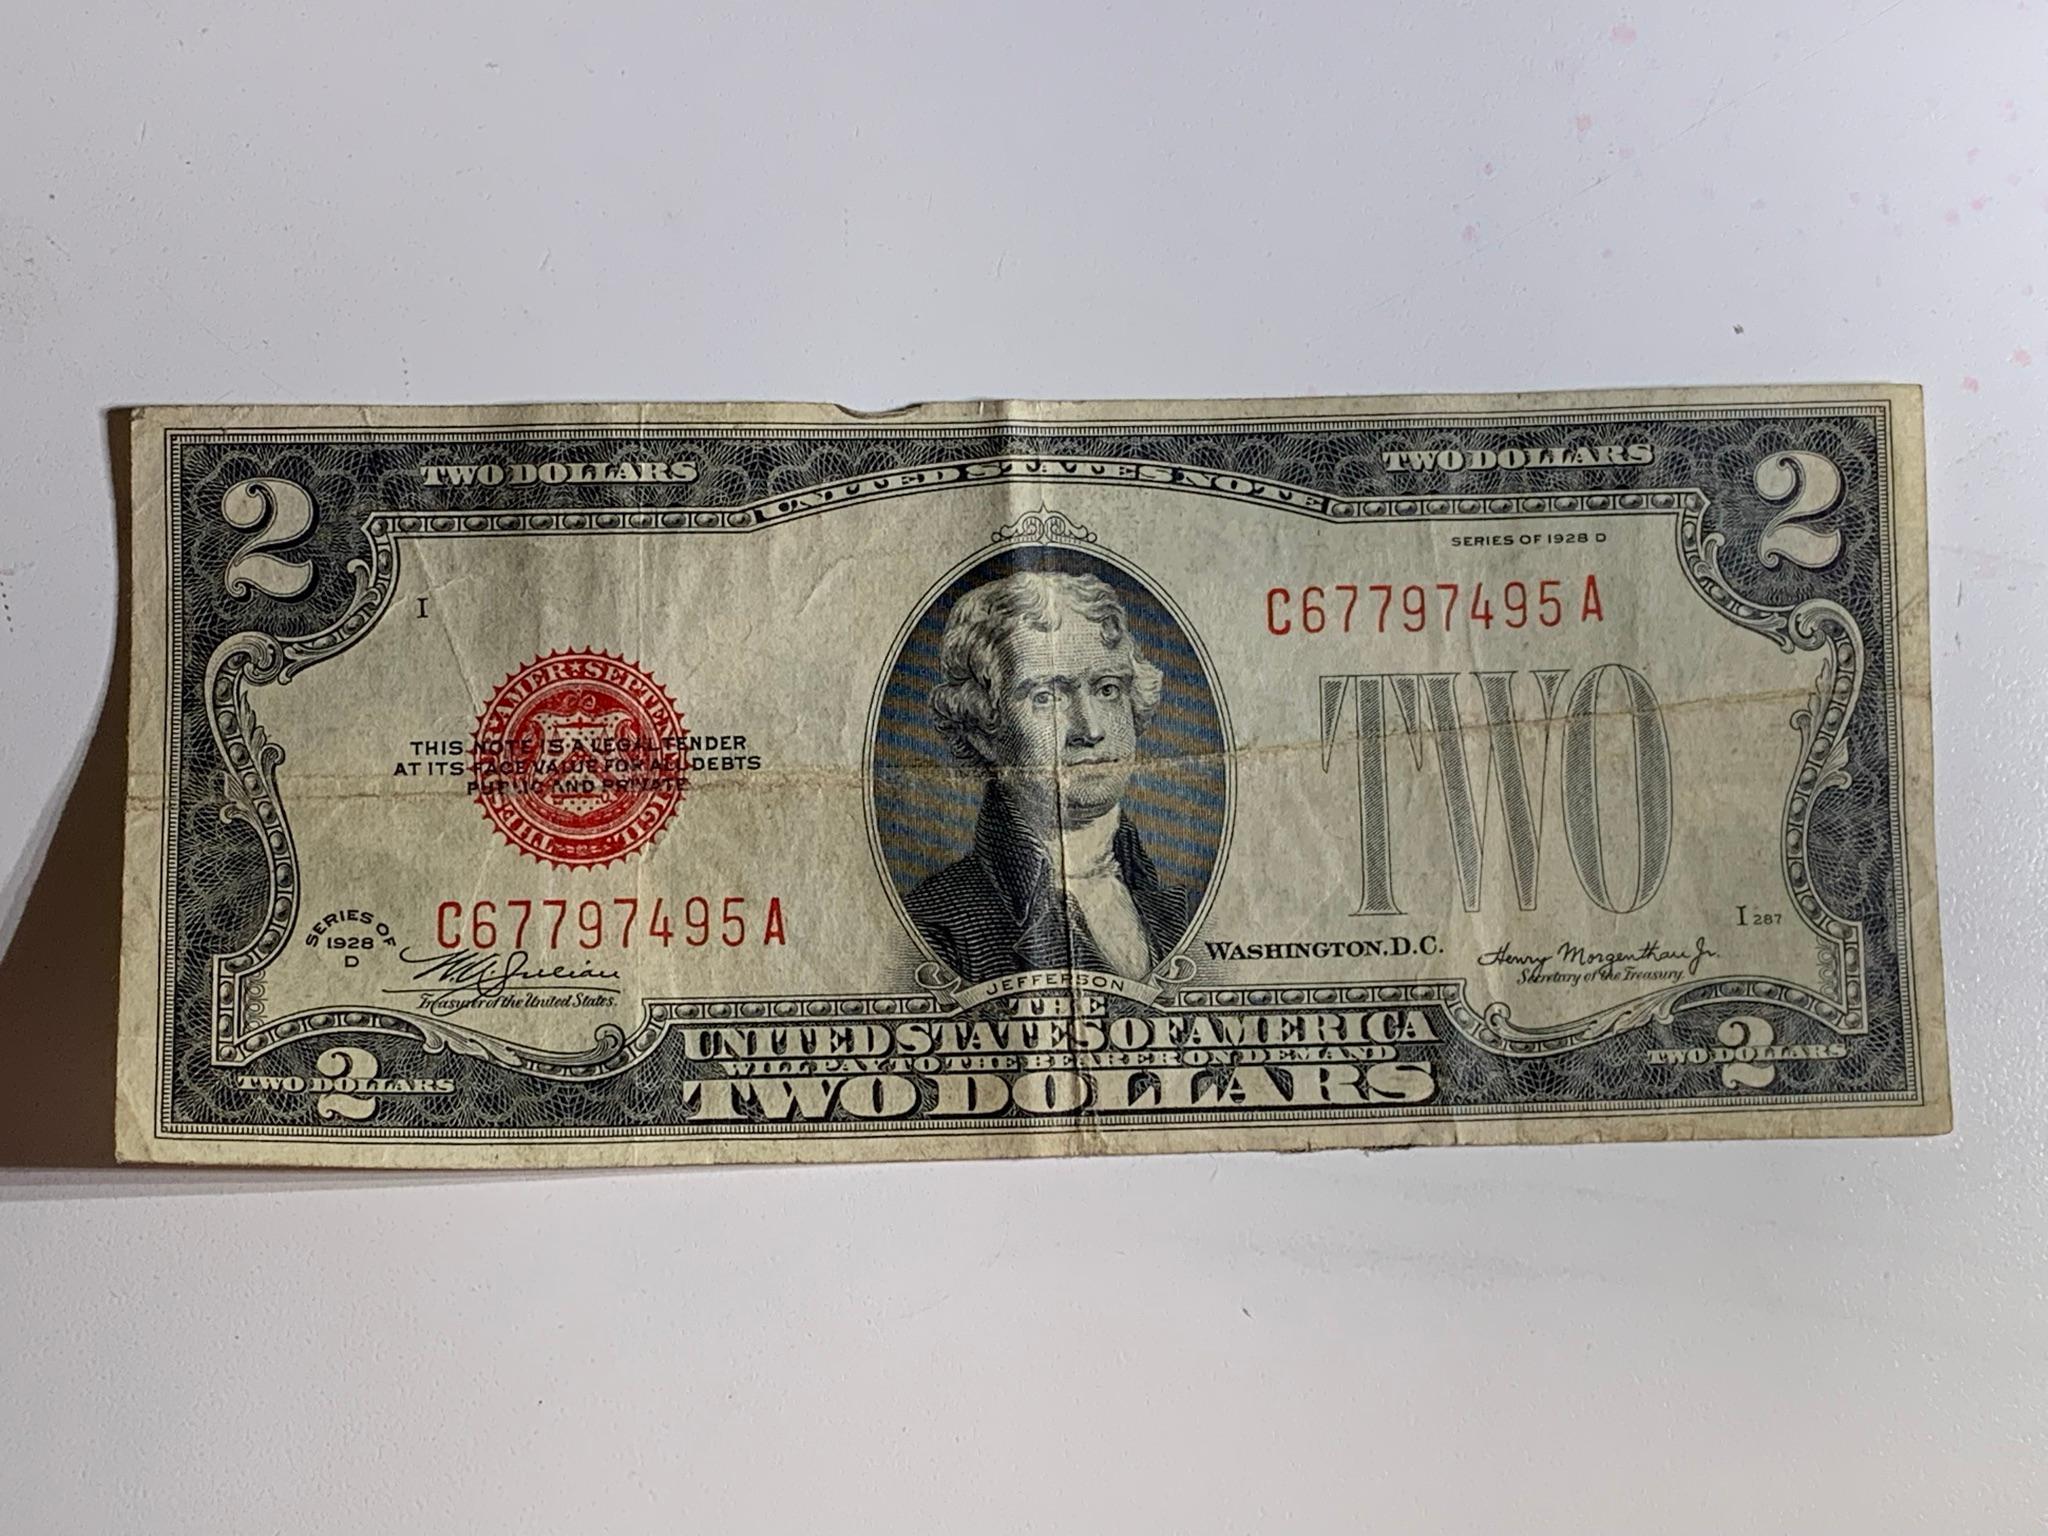 TWO DOLLARS
UNITED STATES NOTE
TWO DOLLARS
2
2
SERIES OF 1928 D
I
C67797495A
THIS NOTE IS A LEGAL TENDER
AT ITS FACE VALUE FOR ALL DEBTS
PUBLIC AND PRIVATE
TWO
C67797495A
SERIES OF
1928
D
W.A. Julian
Treasurer of the United States.
JEFFERSON
WASHINGTON, D.C.
I 287
Henry Morgenthau Jr.
Secretary of the Treasury.
THE
UNITED STATES OF AMERICA
WILL PAY TO THE BEARER ON DEMAND
TWO DOLLARS
2
TWO DOLLARS
2
TWO DOLLARS